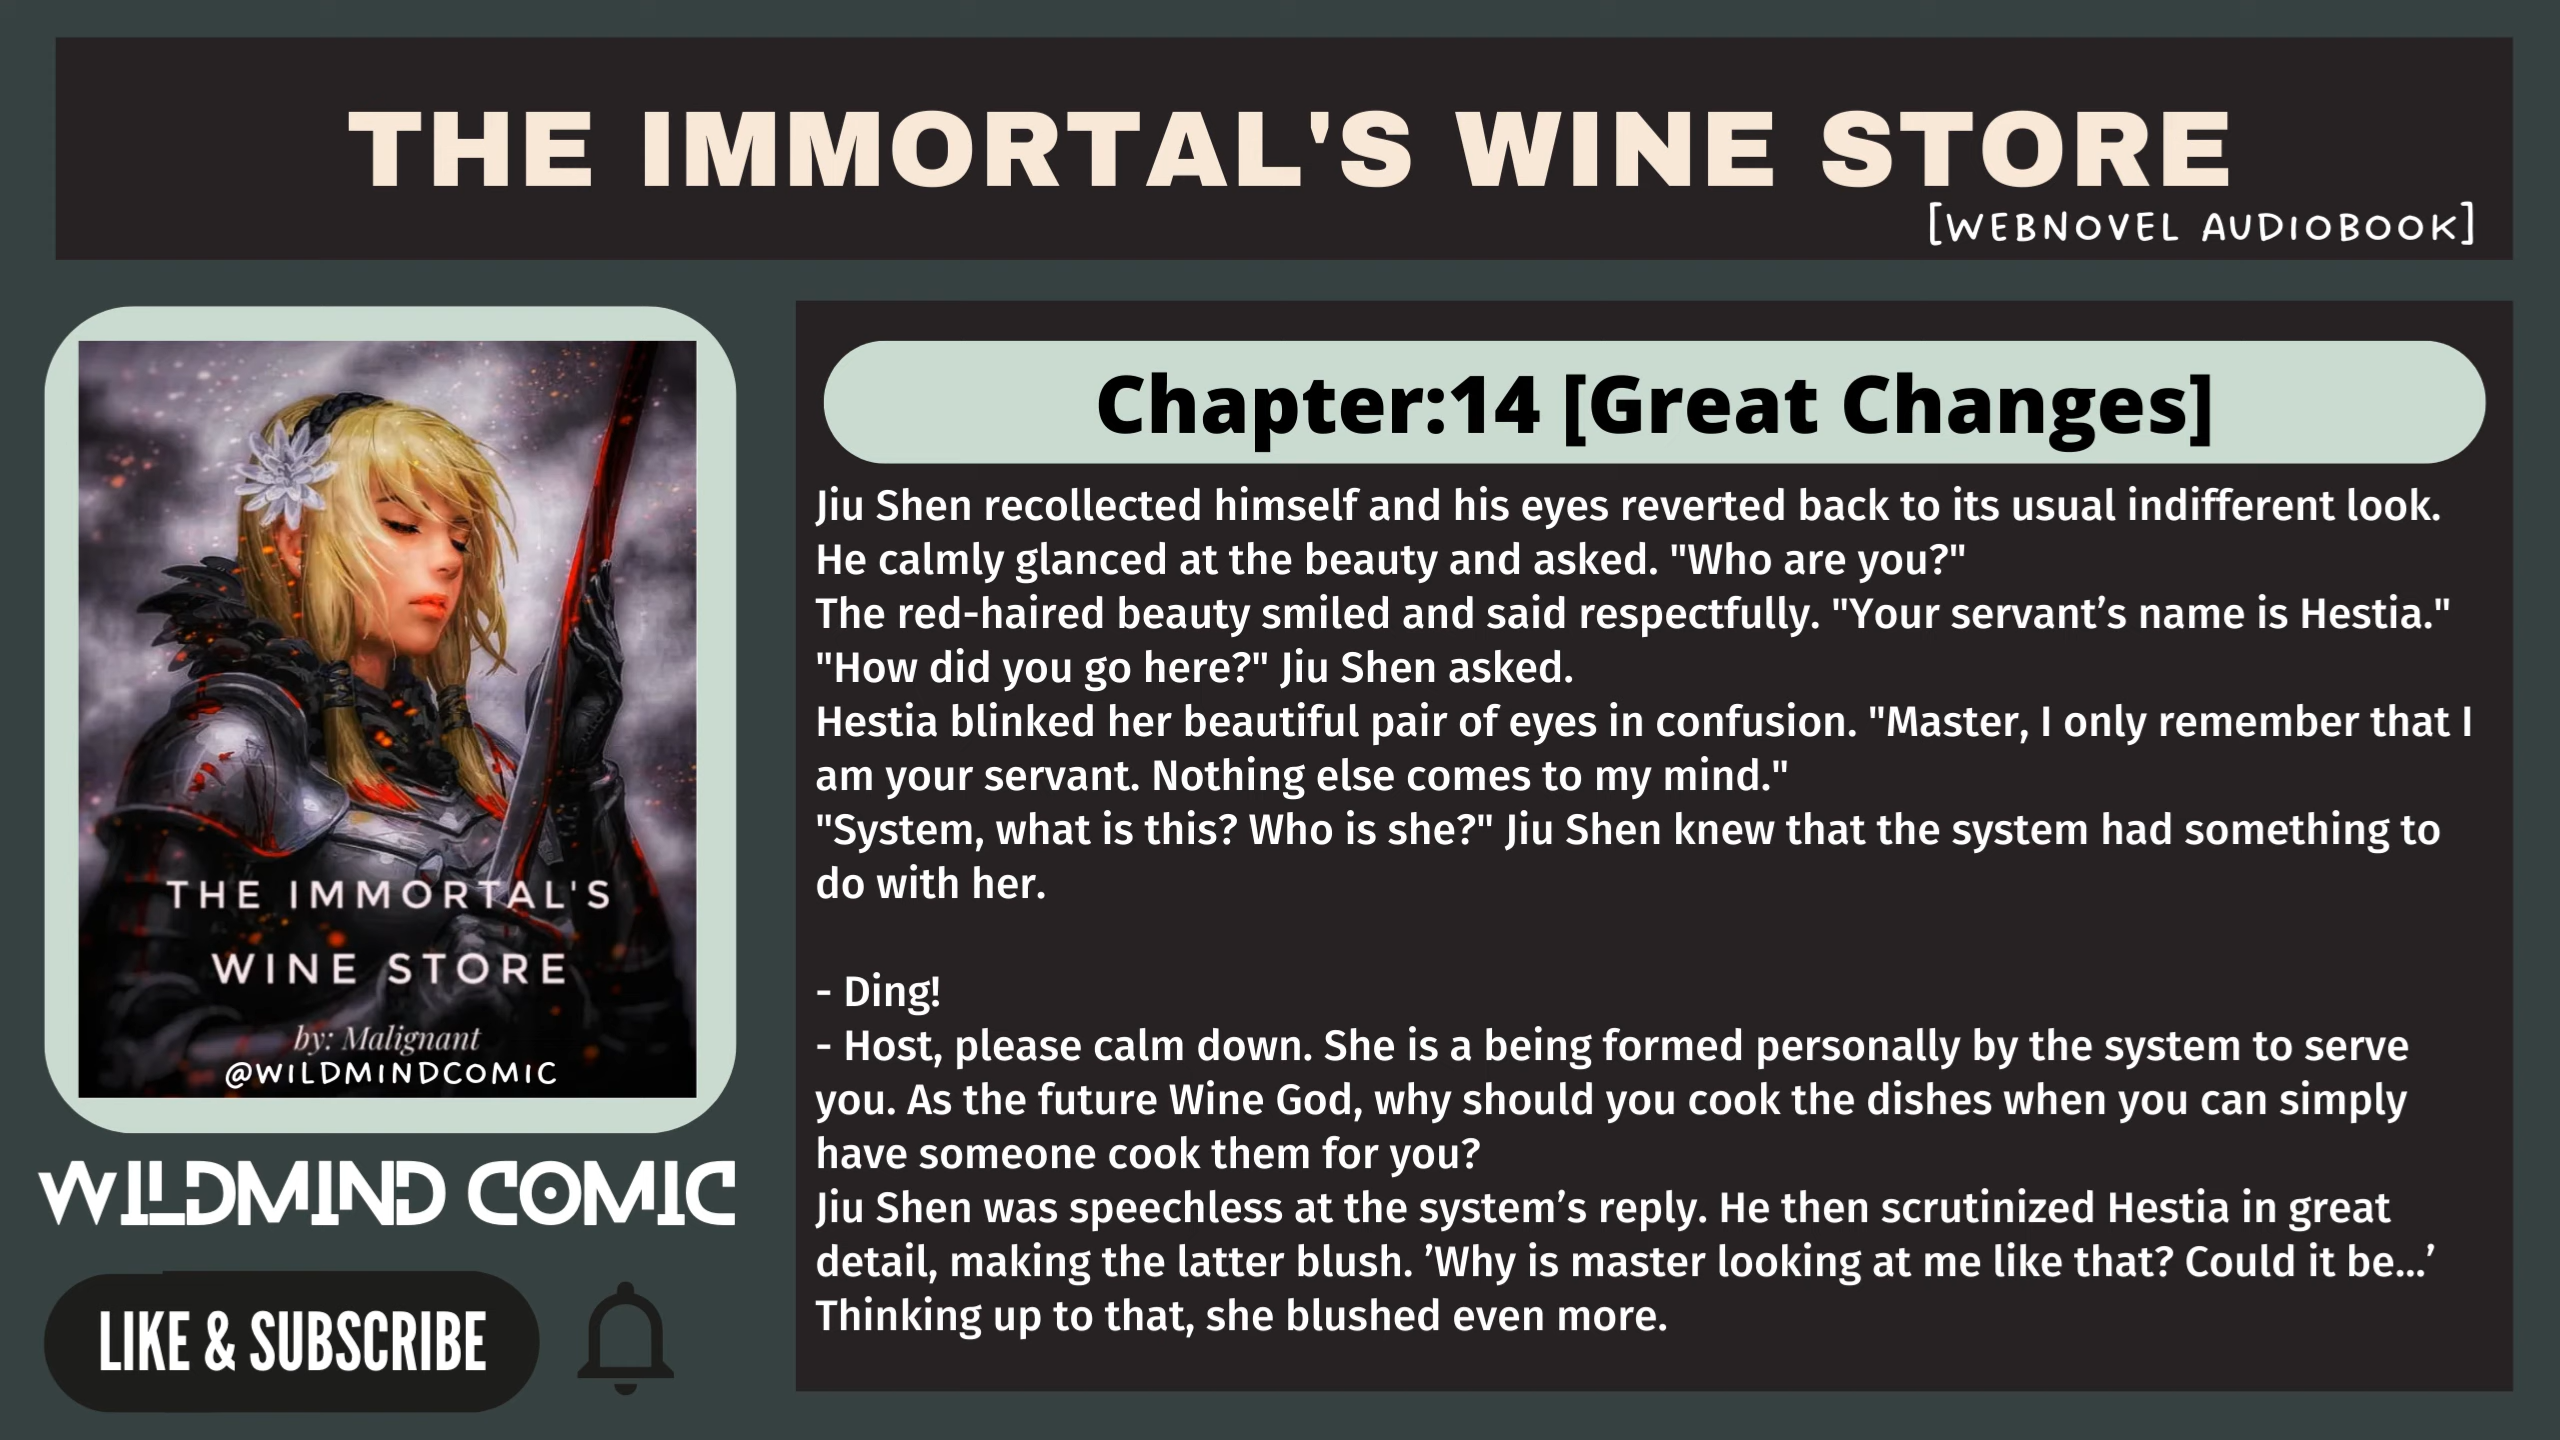 THE IMMORTAL'S WINE STORE
[WEBNOVEL AUDIOBOOK]
THE IMMORTAL'S
WINE STORE
by: Malignant
@WILDMINDCOMIC
WILDMIND COMIC
LIKE & SUBSCRIBE
Chapter:14 [Great Changes]
Jiu Shen recollected himself and his eyes reverted back to its usual indifferent look.
He calmly glanced at the beauty and asked. "Who are you?"
The red-haired beauty smiled and said respectfully. "Your servant’s name is Hestia."
"How did you go here?" Jiu Shen asked.
Hestia blinked her beautiful pair of eyes in confusion. "Master, I only remember that I
am your servant. Nothing else comes to my mind."
"System, what is this? Who is she?" Jiu Shen knew that the system had something to
do with her.
- Ding!
- Host, please calm down. She is a being formed personally by the system to serve
you. As the future Wine God, why should you cook the dishes when you can simply
have someone cook them for you?
Jiu Shen was speechless at the system’s reply. He then scrutinized Hestia in great
detail, making the latter blush. ’Why is master looking at me like that? Could it be...’
Thinking up to that, she blushed even more.